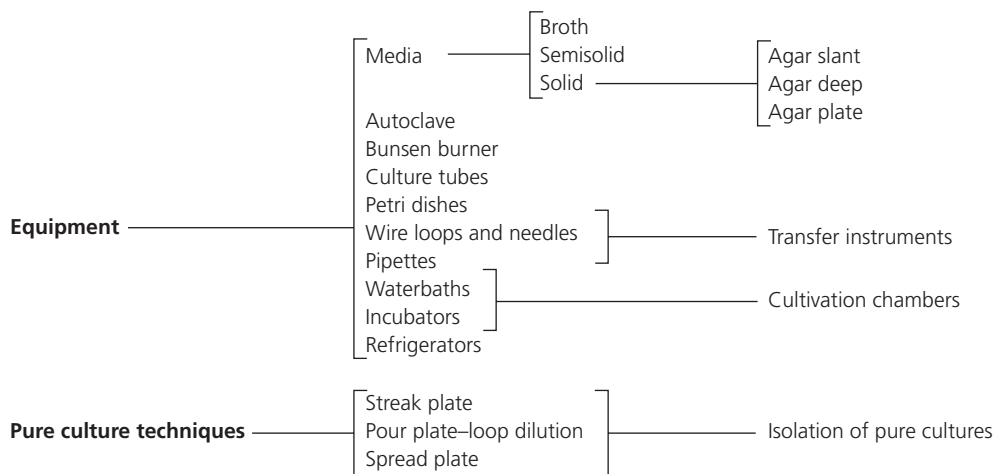 Broth
Media
Semisolid
Agar slant
Solid
Agar deep
Agar plate
Autoclave
Bunsen burner
Culture tubes
Petri dishes
Equipment
Wire loops and needles
Transfer instruments
Pipettes
Waterbaths
Cultivation chambers
Incubators
Refrigerators
Streak plate
Pure culture techniques
Pour plate–loop dilution
Isolation of pure cultures
Spread plate